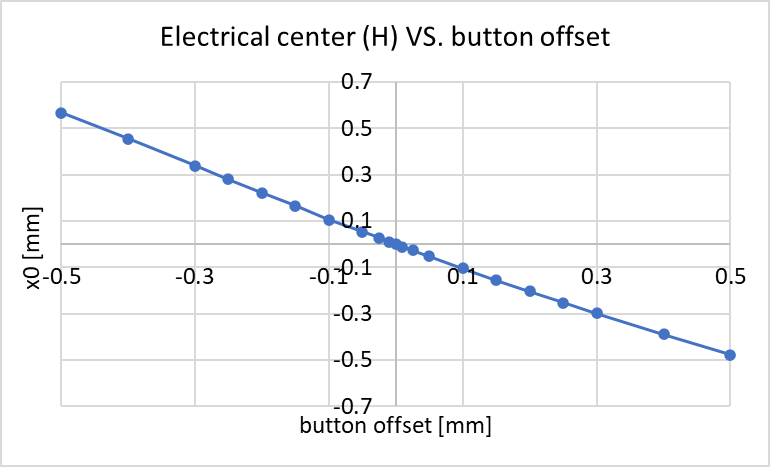 Electrical center (H) VS. button offset
0.7
0.5
0.3
0.1
-0.1
-0.3
-0.5
-0.7
-0.5 -0.3 -0.1 0.1 0.3 0.5
x0 [mm]
button offset [mm]